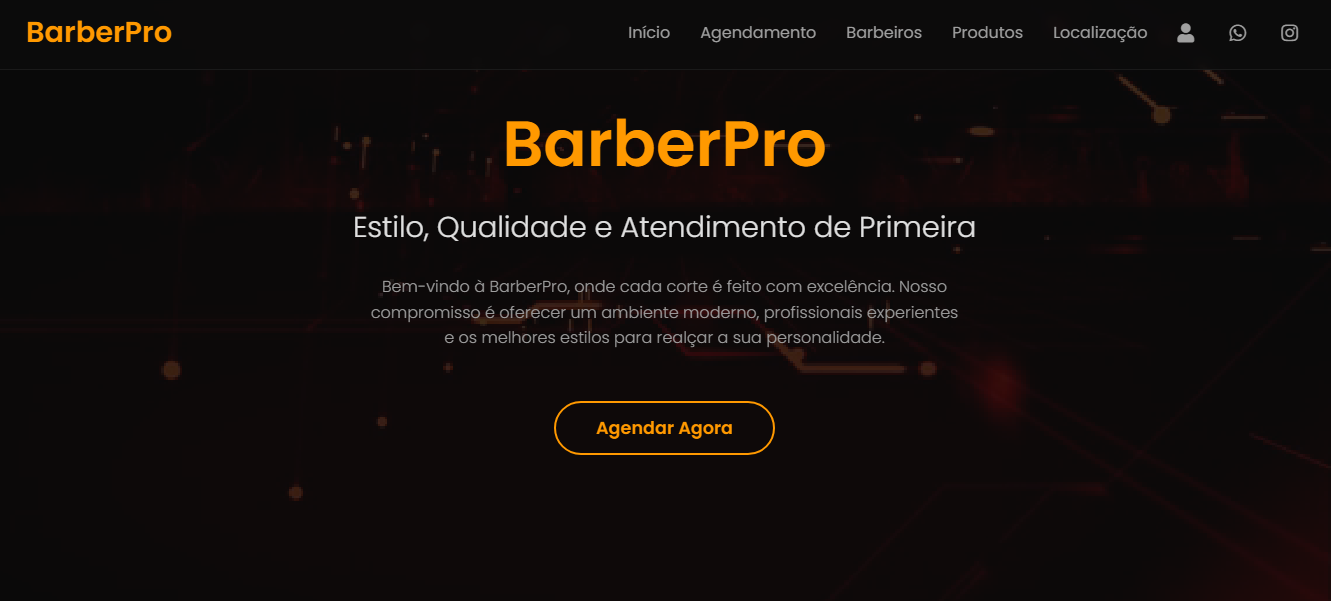 BarberPro
Início Agendamento Barbeiros Produtos Localização
BarberPro
Estilo, Qualidade e Atendimento de Primeira
Bem-vindo à BarberPro, onde cada corte é feito com excelência. Nosso
compromisso é oferecer um ambiente moderno, profissionais experientes
e os melhores estilos para realçar a sua personalidade.
Agendar Agora